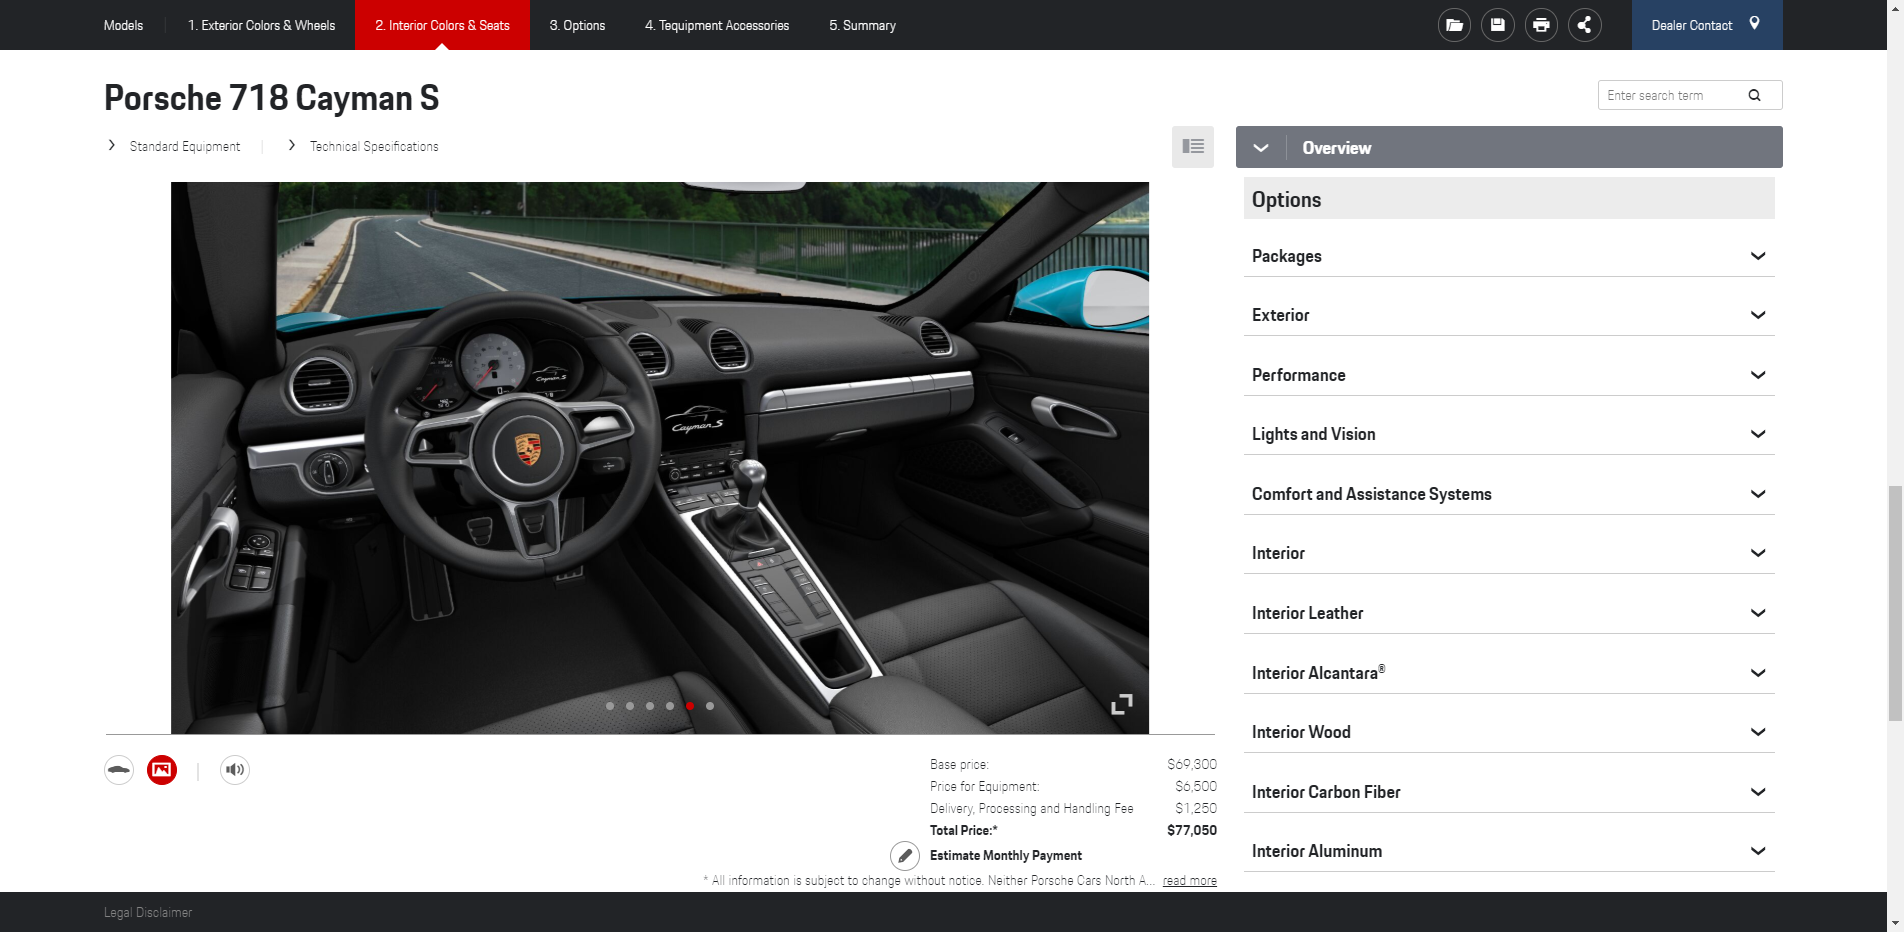 Models
1. Exterior Colors & Wheels
2. Interior Colors & Seats
3. Options
4. Tequipment Accessories
5. Summary
Dealer Contact
Porsche 718 Cayman S
Enter search term
Standard Equipment
Technical Specifications
Overview
Options
Packages
Exterior
Performance
Lights and Vision
Comfort and Assistance Systems
Interior
Interior Leather
Interior Alcantara®
Interior Wood
Interior Carbon Fiber
Interior Aluminum
Cayman S
Cayman S
Base price: $69,300
Price for Equipment: $6,500
Delivery, Processing and Handling Fee $1,250
Total Price:* $77,050
Estimate Monthly Payment
* All information is subject to change without notice. Neither Porsche Cars North A... read more
Legal Disclaimer